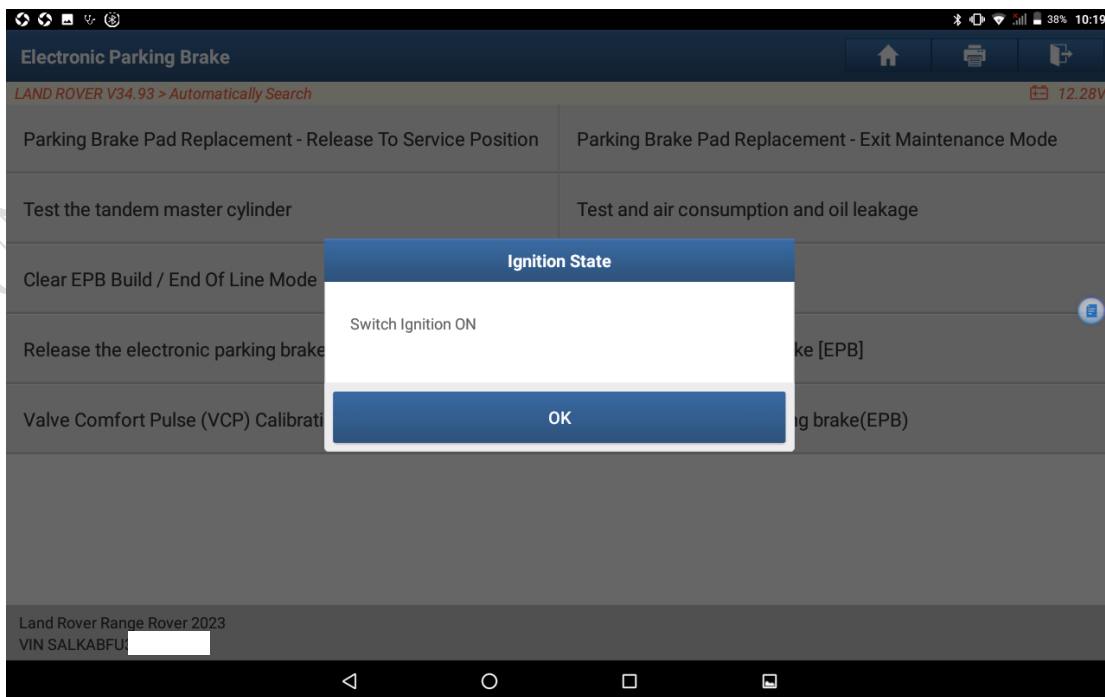 38% 10:19
Electronic Parking Brake
LAND ROVER V34.93 > Automatically Search 12.28V
Parking Brake Pad Replacement - Release To Service Position
Parking Brake Pad Replacement - Exit Maintenance Mode
Test the tandem master cylinder
Test and air consumption and oil leakage
Ignition State
Clear EPB Build / End Of Line Mode
Switch Ignition ON
Release the electronic parking brake
ke [EPB]
Valve Comfort Pulse (VCP) Calibrati
OK
ng brake(EPB)
Land Rover Range Rover 2023
VIN SALKABFU